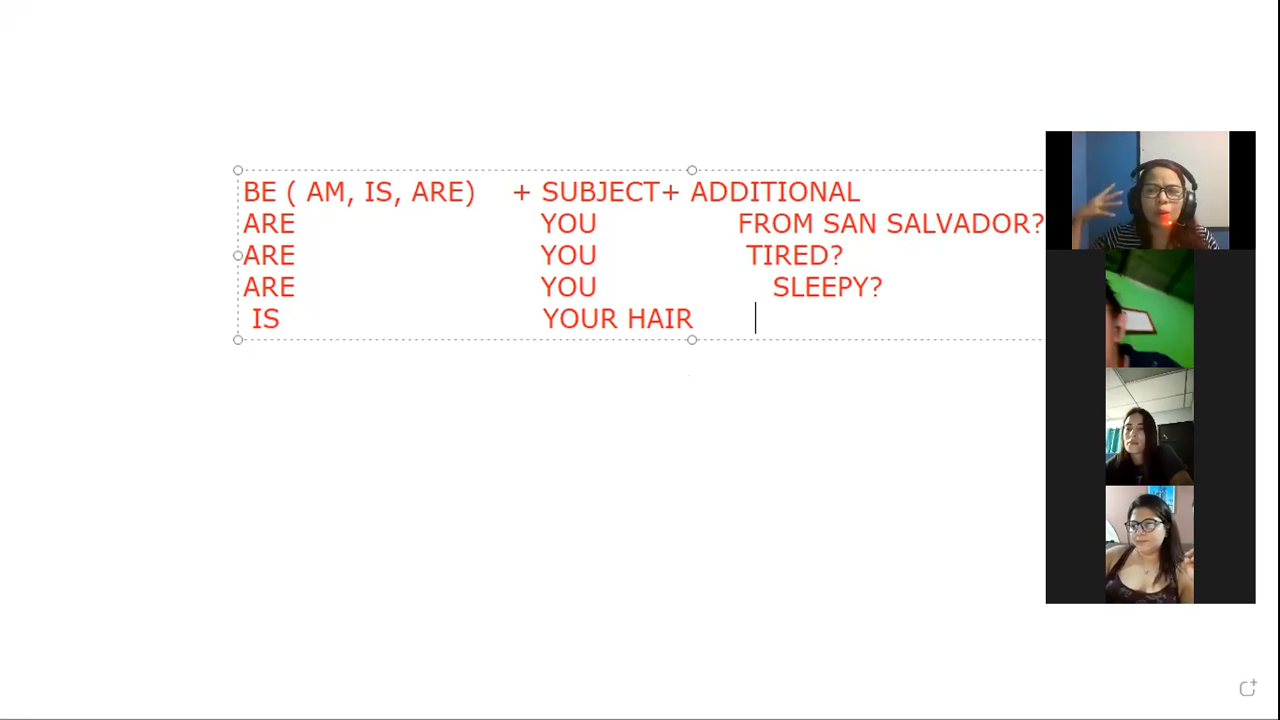 BE ( AM, IS, ARE) + SUBJECT+ ADDITIONAL
ARE YOU FROM SAN SALVADOR?
ARE YOU TIRED?
ARE YOU SLEEPY?
IS YOUR HAIR